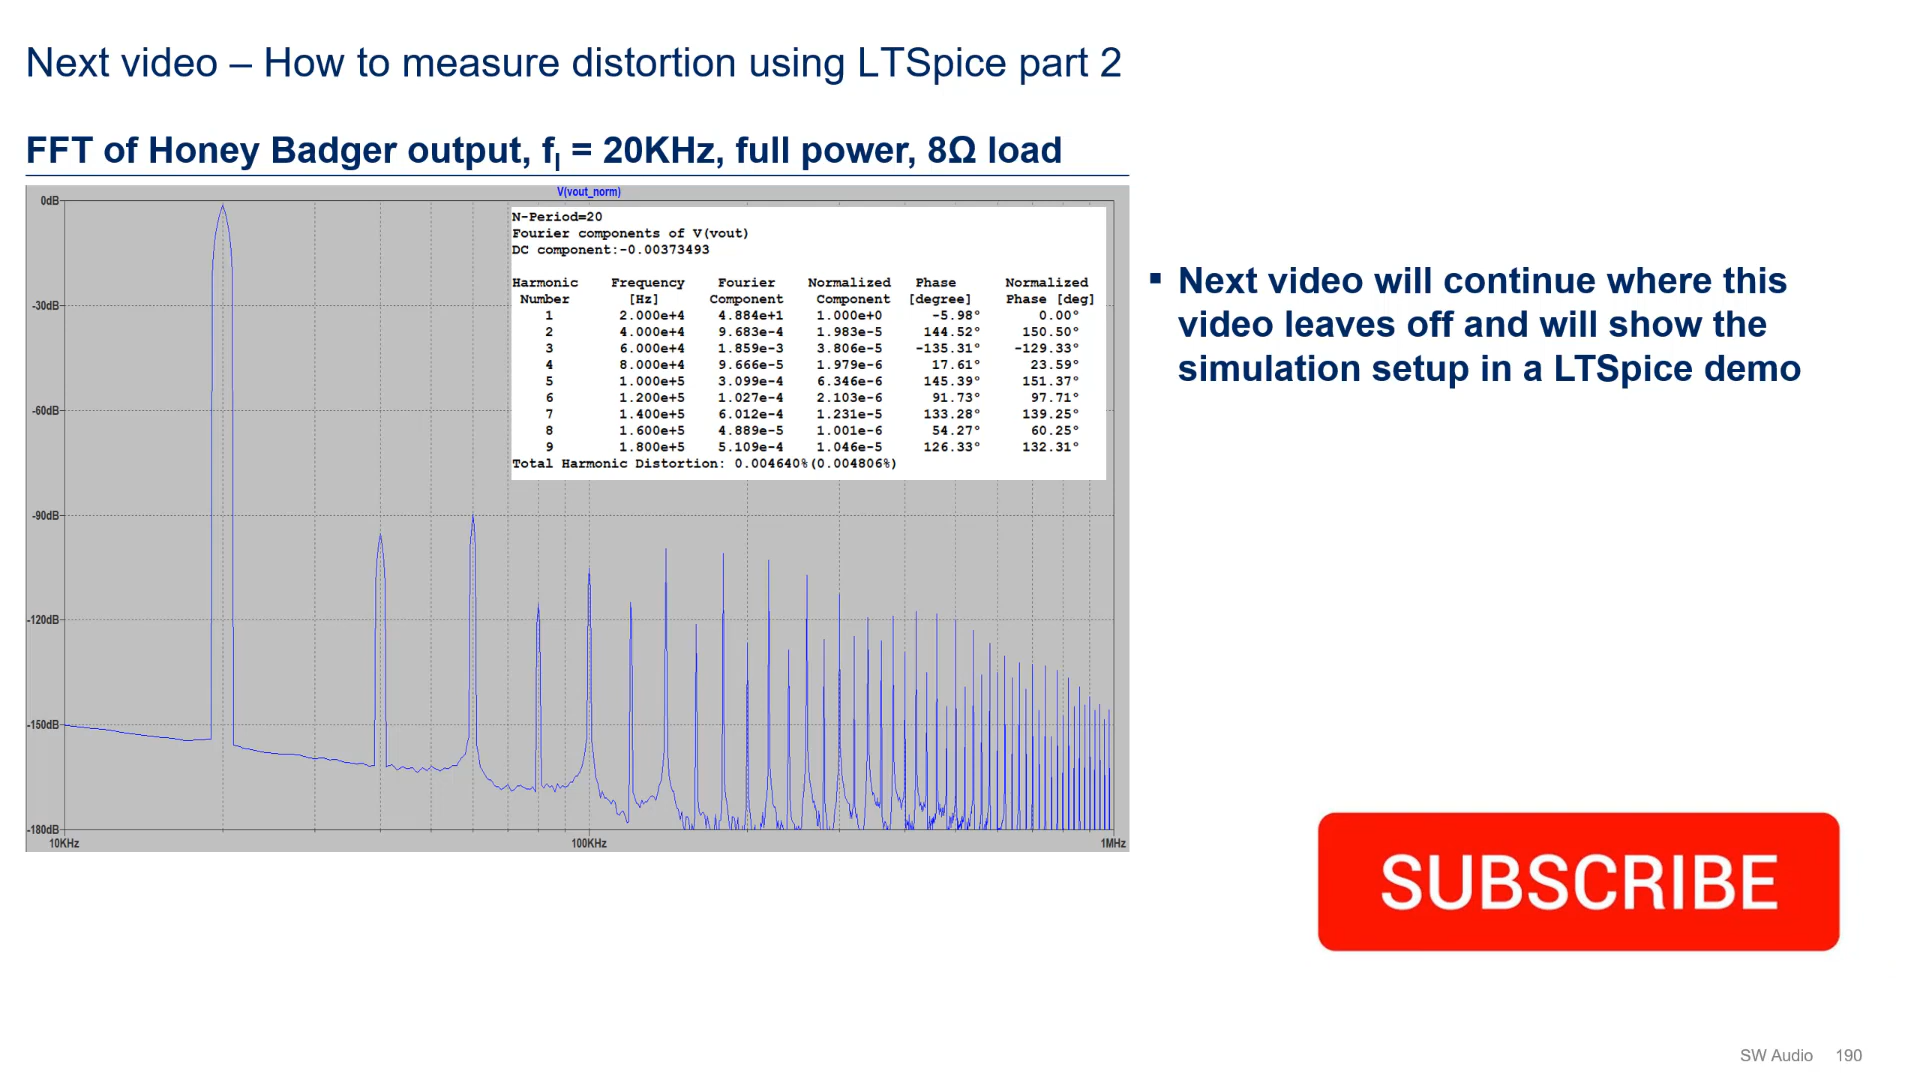 Next video – How to measure distortion using LTSpice part 2
FFT of Honey Badger output, fI = 20KHz, full power, 8Ω load
V(vout_norm)
0dB
-30dB
-60dB
-90dB
-120dB
-150dB
-180dB
10KHz 100KHz 1MHz
N-Period=20
Fourier components of V(vout)
DC component:-0.00373493
Harmonic Frequency Fourier Normalized Phase Normalized
Number [Hz] Component Component [degree] Phase [deg]
1 2.000e+4 4.884e+1 1.000e+0 -5.98° 0.00°
2 4.000e+4 9.683e-4 1.983e-5 144.52° 150.50°
3 6.000e+4 1.859e-3 3.806e-5 -135.31° -129.33°
4 8.000e+4 9.666e-5 1.979e-6 17.61° 23.59°
5 1.000e+5 3.099e-4 6.346e-6 145.39° 151.37°
6 1.200e+5 1.027e-4 2.103e-6 91.73° 97.71°
7 1.400e+5 6.012e-4 1.231e-5 133.28° 139.25°
8 1.600e+5 4.889e-5 1.001e-6 54.27° 60.25°
9 1.800e+5 5.109e-4 1.046e-5 126.33° 132.31°
Total Harmonic Distortion: 0.004640%(0.004806%)
▪ Next video will continue where this
video leaves off and will show the
simulation setup in a LTSpice demo
SUBSCRIBE
SW Audio 190